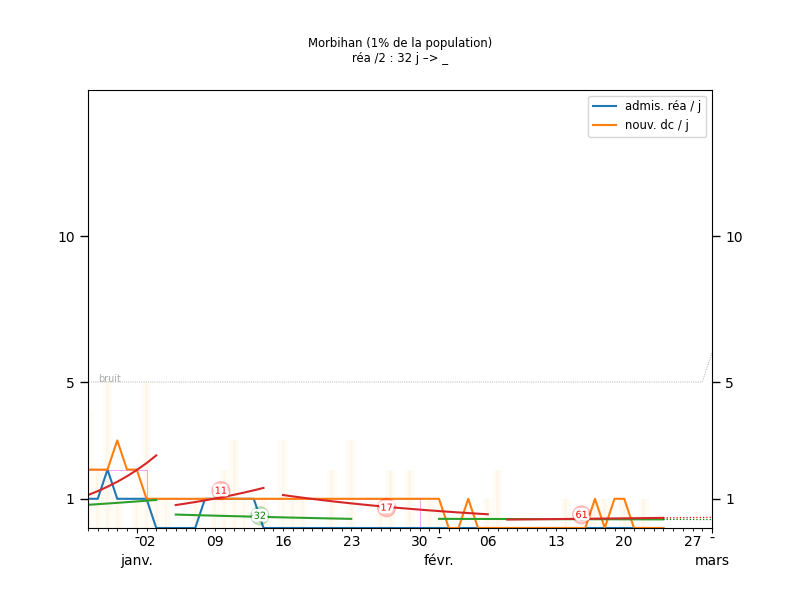 Morbihan (1% de la population)
réa /2 : 32 j –> _
admis. réa / j
nouv. dc / j
10
10
bruit
5
5
11
32
17
61
1
1
02
09
16
23
30
06
13
20
27
janv.
févr.
mars